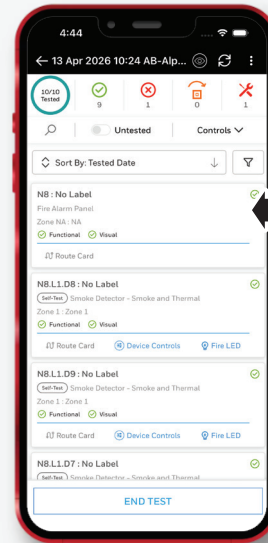 4:44
13 Apr 2026 10:24 AB-Alp...
10/10
Tested
9
1
0
1
Untested
Controls
Sort By: Tested Date
N8 : No Label
Fire Alarm Panel
Zone NA : NA
Functional Visual
Route Card
N8.L1.D8 : No Label
Self-Test Smoke Detector - Smoke and Thermal
Zone 1 : Zone 1
Functional Visual
Route Card Device Controls Fire LED
N8.L1.D9 : No Label
Self-Test Smoke Detector - Smoke and Thermal
Zone 1 : Zone 1
Functional Visual
Route Card Device Controls Fire LED
N8.L1.D7 : No Label
Self-Test Smoke Detector - Smoke and Thermal
END TEST